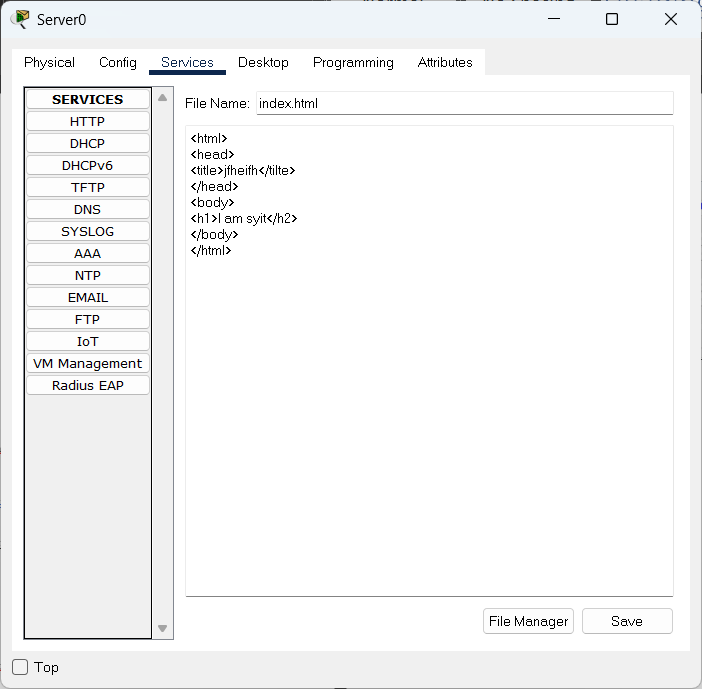 Server0
Physical Config Services Desktop Programming Attributes
SERVICES
HTTP
DHCP
DHCPv6
TFTP
DNS
SYSLOG
AAA
NTP
EMAIL
FTP
IoT
VM Management
Radius EAP
File Name: index.html
<html>
<head>
<title>jfheifh</tilte>
</head>
<body>
<h1>I am syit</h2>
</body>
</html>
File Manager Save
Top